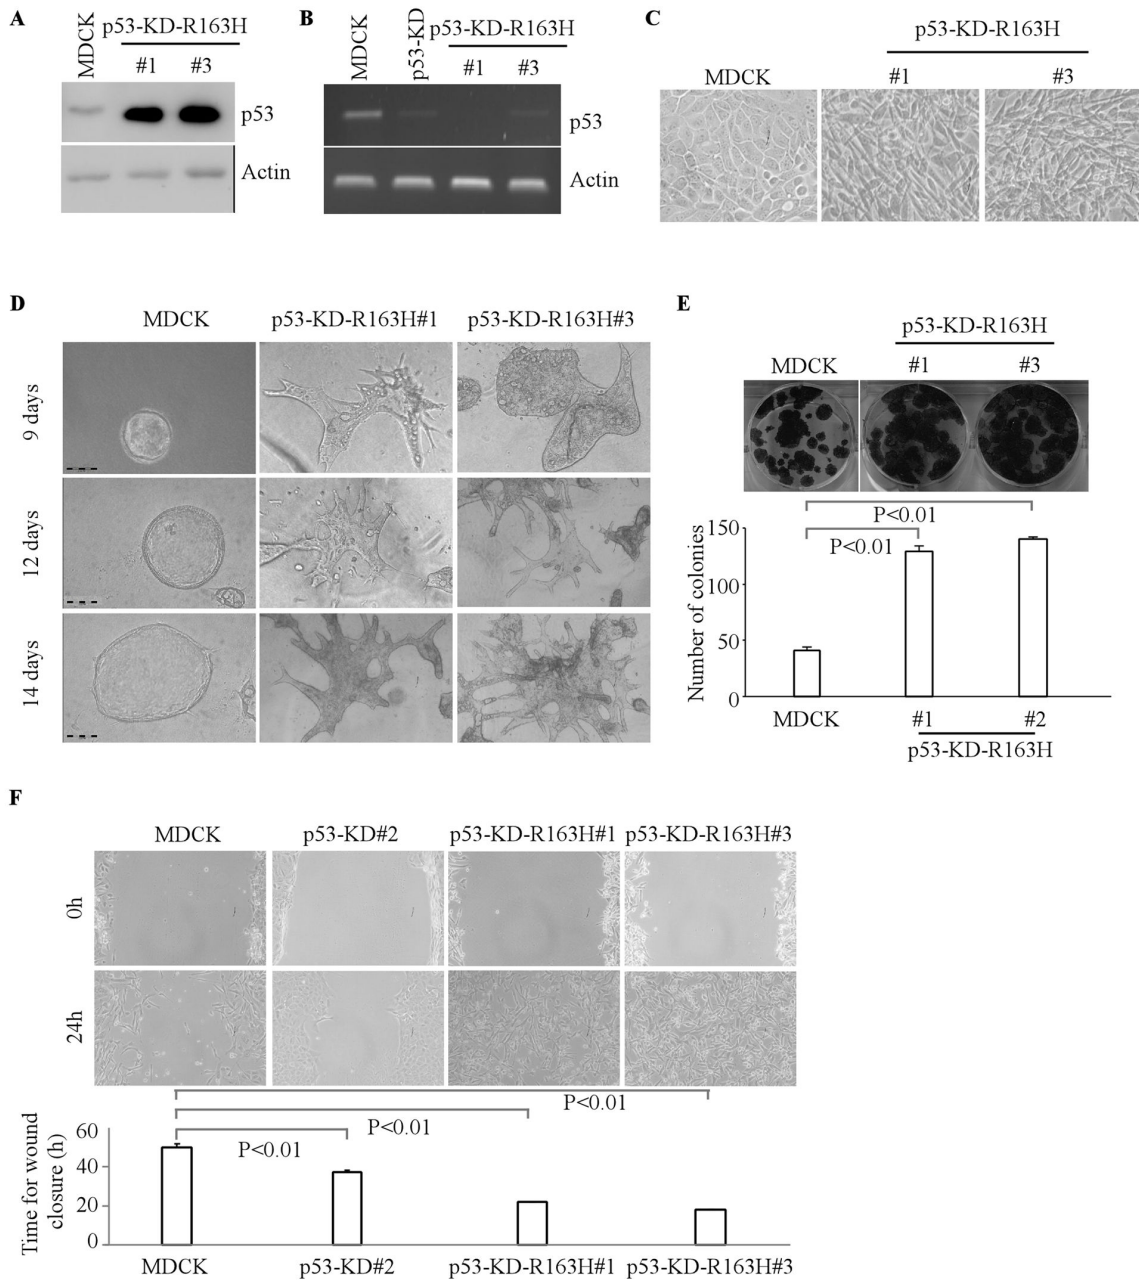 A
MDCK
p53-KD-R163H
#1 #3
p53
Actin
B
MDCK
p53-KD
p53-KD-R163H
#1 #3
p53
Actin
C
p53-KD-R163H
MDCK #1 #3
D
MDCK p53-KD-R163H#1 p53-KD-R163H#3
9 days
12 days
14 days
E
p53-KD-R163H
MDCK #1 #3
P<0.01
P<0.01
Number of colonies
150
100
50
0
MDCK #1 #2
p53-KD-R163H
F
MDCK p53-KD#2 p53-KD-R163H#1 p53-KD-R163H#3
0h
24h
P<0.01
P<0.01
P<0.01
Time for wound
closure (h)
60
40
20
0
MDCK p53-KD#2 p53-KD-R163H#1 p53-KD-R163H#3